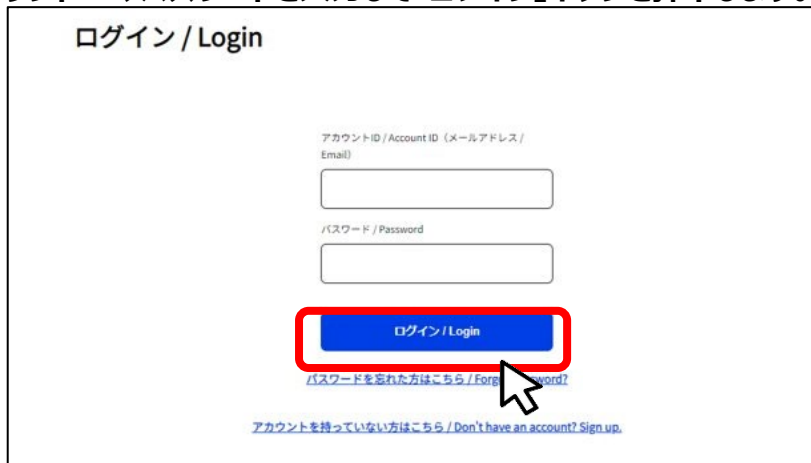 ログイン / Login
アカウントID / Account ID（メールアドレス /
Email）
パスワード / Password
ログイン / Login
パスワードを忘れた方はこちら /
アカウントを持っていない方はこちら / Don't have an account? Sign up.